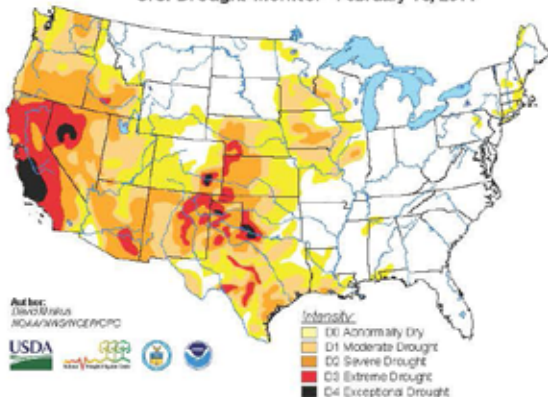 Author:
David Miskus
NOAA/NWS/NCEP/CPC
USDA
Intensity:
D0 Abnormally Dry
D1 Moderate Drought
D2 Severe Drought
D3 Extreme Drought
D4 Exceptional Drought